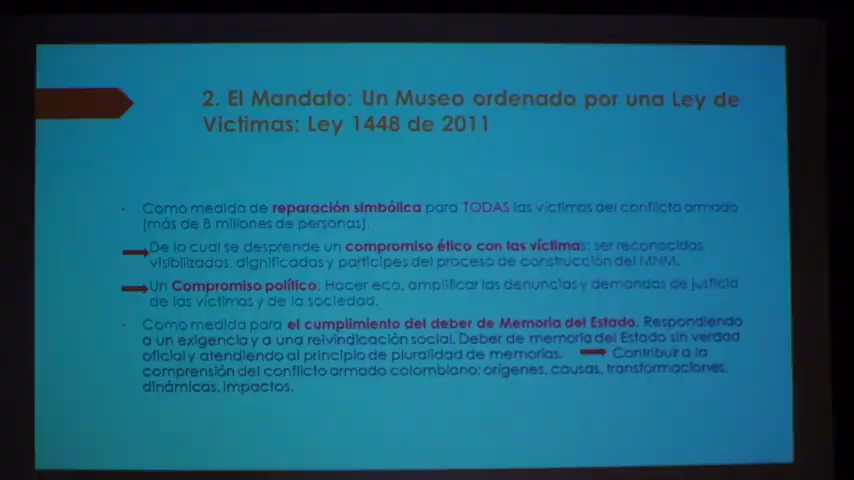 2. El Mandato: Un Museo ordenado por una Ley de
Victimas: Ley 1448 de 2011
- Como medida de reparación simbólica para TODAS las víctimas del conflicto armado
(más de 8 millones de personas).
De lo cual se desprende un compromiso ético con las víctimas: ser reconocidas,
visibilizadas, dignificadas y participes del proceso de construcción del MNM.
Un Compromiso político: Hacer eco, amplificar las denuncias y demandas de justicia
de las víctimas y de la sociedad.
- Como medida para el cumplimiento del deber de Memoria del Estado. Respondiendo
a un exigencia y a una reivindicación social. Deber de memoria del Estado sin verdad
oficial y atendiendo al principio de pluralidad de memorias. Contribuir a la
comprensión del conflicto armado colombiano: orígenes, causas, transformaciones,
dinámicas, impactos.